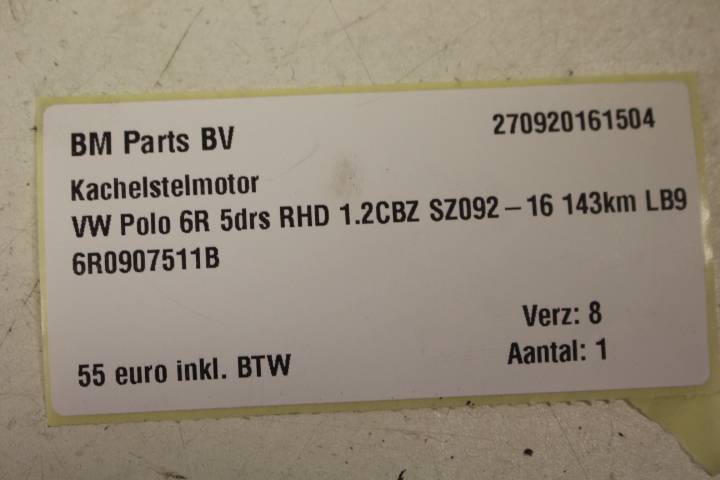 BM Parts BV 270920161504
Kachelstelmotor
VW Polo 6R 5drs RHD 1.2CBZ SZ092-16 143km LB9
6R0907511B
Verz: 8
55 euro inkl. BTW Aantal: 1